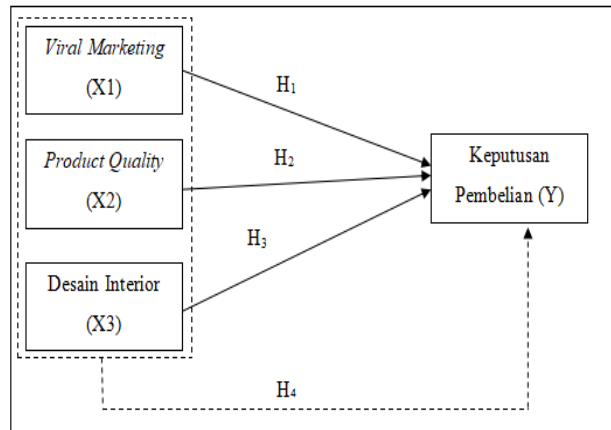 Viral Marketing
(X1)
H₁
Product Quality
(X2)
H₂
Keputusan
Pembelian (Y)
H₃
Desain Interior
(X3)
H₄